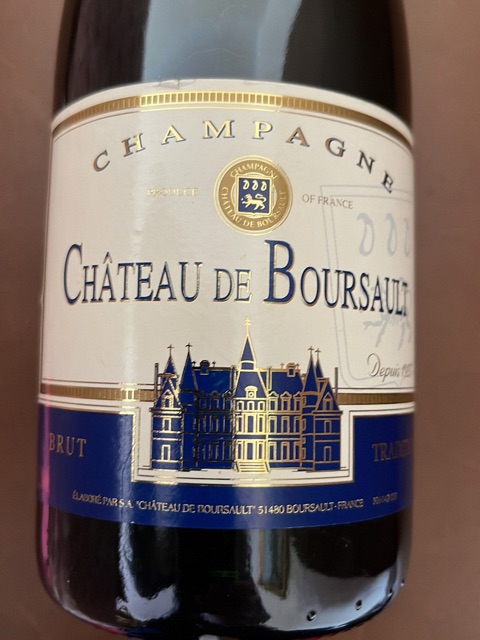 CHAMPAGNE
CHAMPAGNE
CHÂTEAU DE BOURSAULT
PRODUCE OF FRANCE
CHÂTEAU DE BOURSAULT
Depuis
BRUT
ÉLABORÉ PAR S.A. "CHÂTEAU DE BOURSAULT" 51480 BOURSAULT-FRANCE